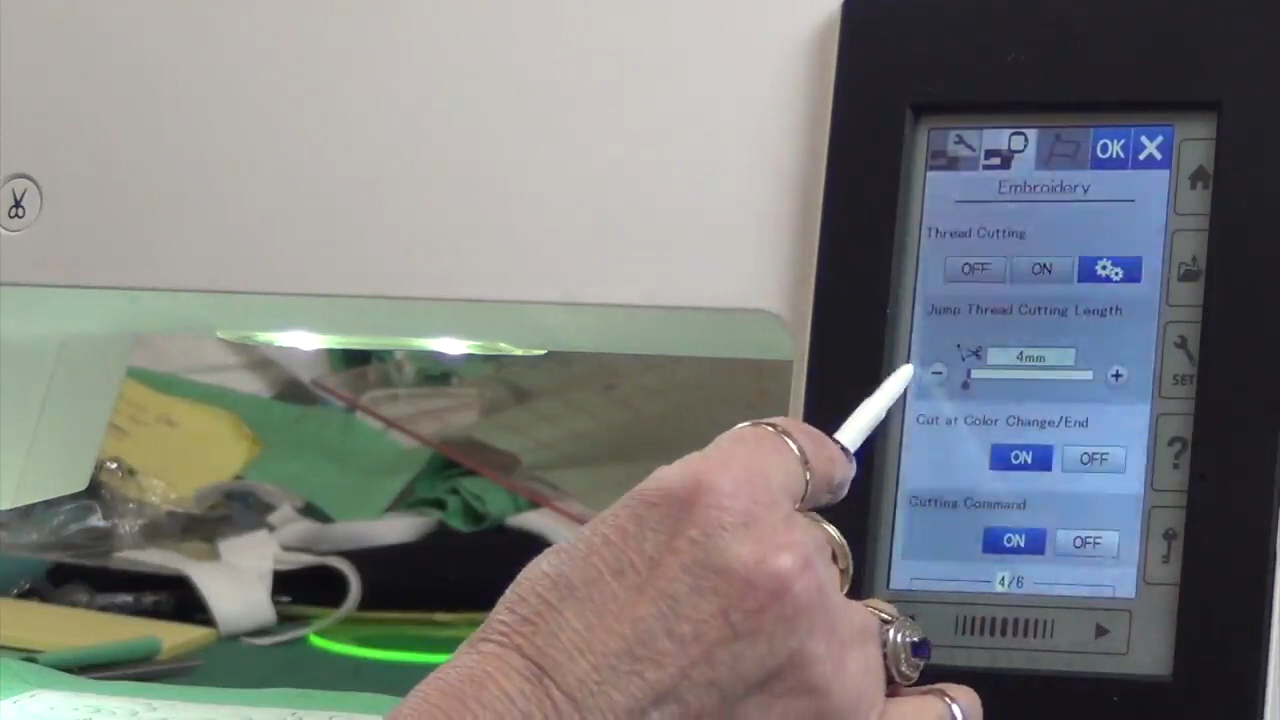 OK
Embroidery
Thread Cutting
OFF ON
Jump Thread Cutting Length
4mm
- +
SET
Cut at Color Change/End
ON OFF
?
Cutting Command
ON OFF
4/6